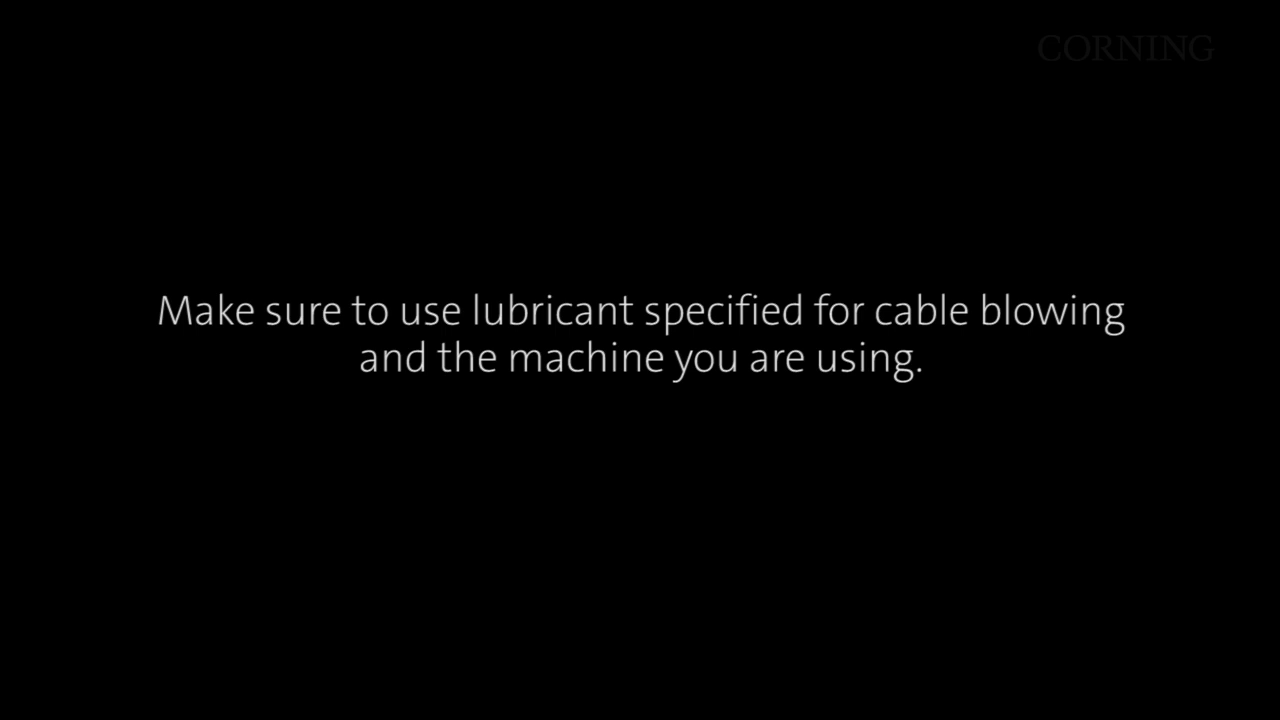 CORNING
Make sure to use lubricant specified for cable blowing
and the machine you are using.